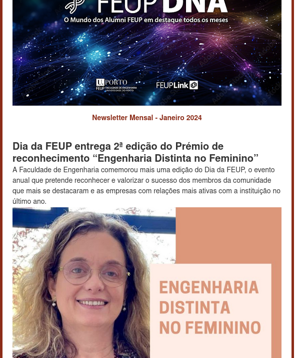 FEUP DNA
O Mundo dos Alumni FEUP em destaque todos os meses
U.PORTO
FEUPLink
Newsletter Mensal - Janeiro 2024
Dia da FEUP entrega 2ª edição do Prémio de
reconhecimento “Engenharia Distinta no Feminino”
A Faculdade de Engenharia comemorou mais uma edição do Dia da FEUP, o evento
anual que pretende reconhecer e valorizar o sucesso dos membros da comunidade
que mais se destacaram e as empresas com relações mais ativas com a instituição no
último ano.
ENGENHARIA
DISTINTA
NO FEMININO